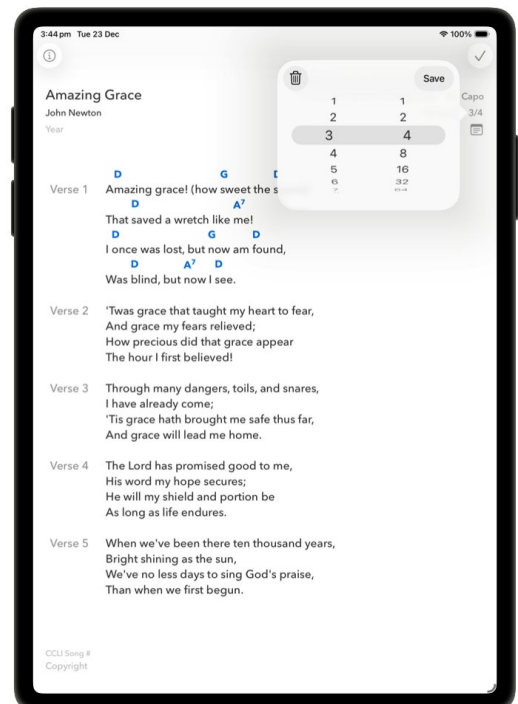 3:44 pm Tue 23 Dec
100%
Save
Amazing Grace
Capo
John Newton
3/4
Year
1 1
2 2
3 4
4 8
5 16
6 32
7 64
D G
Verse 1 Amazing grace! (how sweet the
D A7
That saved a wretch like me!
D G D
I once was lost, but now am found,
D A7 D
Was blind, but now I see.
Verse 2 'Twas grace that taught my heart to fear,
And grace my fears relieved;
How precious did that grace appear
The hour I first believed!
Verse 3 Through many dangers, toils, and snares,
I have already come;
'Tis grace hath brought me safe thus far,
And grace will lead me home.
Verse 4 The Lord has promised good to me,
His word my hope secures;
He will my shield and portion be
As long as life endures.
Verse 5 When we've been there ten thousand years,
Bright shining as the sun,
We've no less days to sing God's praise,
Than when we first begun.
CCLI Song #
Copyright